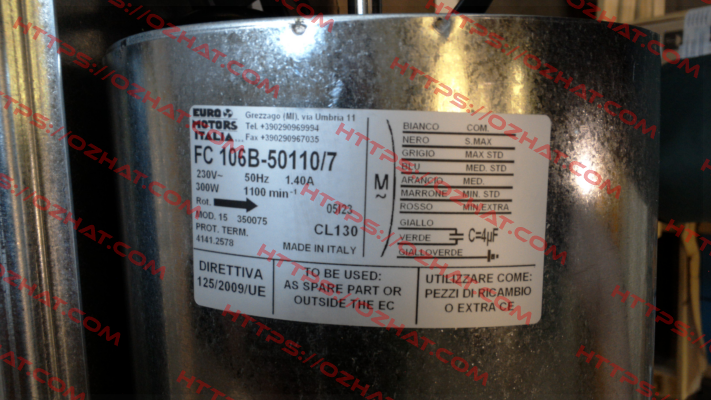 EURO
MOTORS
ITALIA
Grezzago (MI), via Umbria 11
Tel. +390290969994
Fax +390290967035
FC 106B-50110/7
230V~ 50Hz 1.40A
300W 1100 min⁻¹
Rot. 05/23
MOD. 15 350075 CL130
PROT. TERM.
4141.2578 MADE IN ITALY
M
~
BIANCO COM.
NERO S.MAX
GRIGIO MAX STD
BLU MED. STD
ARANCIO MED.
MARRONE MIN. STD
ROSSO MIN.EXTRA
GIALLO
VERDE C=4µF
GIALLOVERDE
DIRETTIVA
125/2009/UE
TO BE USED:
AS SPARE PART OR
OUTSIDE THE EC
UTILIZZARE COME:
PEZZI DI RICAMBIO
O EXTRA CE
HTTPS://OZHAT.COM